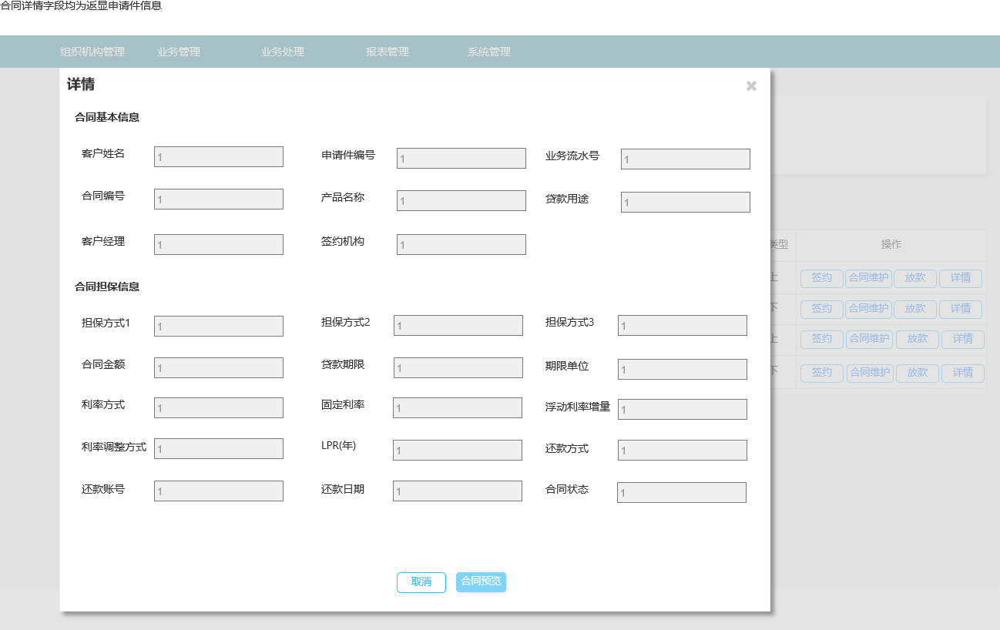 合同详情字段均为返显申请件信息
组织机构管理 业务管理 业务处理 报表管理 系统管理
详情
合同基本信息
客户姓名 1 申请件编号 1 业务流水号 1
合同编号 1 产品名称 1 贷款用途 1
客户经理 1 签约机构 1
类型 操作
合同担保信息
上 签约 合同维护 放款 详情
下 签约 合同维护 放款 详情
担保方式1 1 担保方式2 1 担保方式3 1
上 签约 合同维护 放款 详情
合同金额 1 贷款期限 1 期限单位 1
下 签约 合同维护 放款 详情
利率方式 1 固定利率 1 浮动利率增量 1
利率调整方式 1 LPR(年) 1 还款方式 1
还款账号 1 还款日期 1 合同状态 1
取消 合同预览